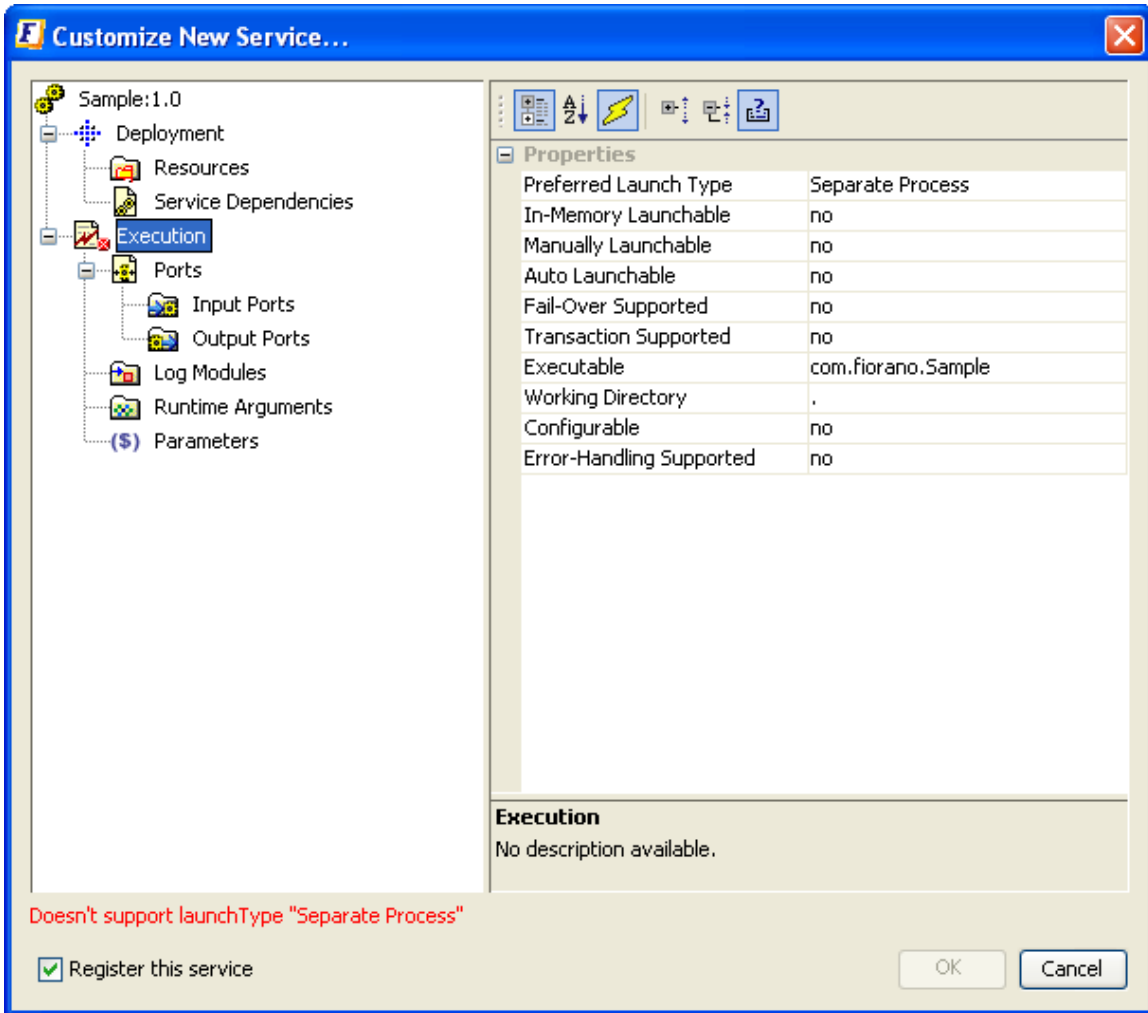 Customize New Service...
Sample:1.0
Deployment
Resources
Service Dependencies
Execution
Ports
Input Ports
Output Ports
Log Modules
Runtime Arguments
($) Parameters
Properties
Preferred Launch Type Separate Process
In-Memory Launchable no
Manually Launchable no
Auto Launchable no
Fail-Over Supported no
Transaction Supported no
Executable com.fiorano.Sample
Working Directory .
Configurable no
Error-Handling Supported no
Execution
No description available.
Doesn't support launchType "Separate Process"
Register this service
OK Cancel